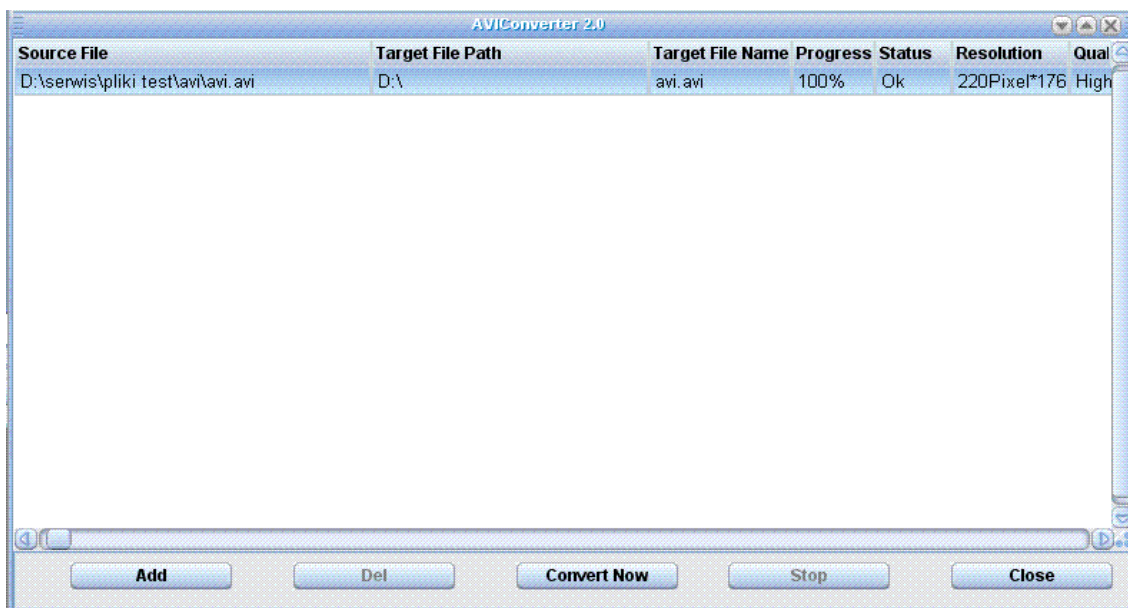 AVIConverter 2.0
Source File Target File Path Target File Name Progress Status Resolution Qual
D:\serwis\pliki test\avi\avi.avi D:\ avi.avi 100% Ok 220Pixel*176 High
Add Del Convert Now Stop Close